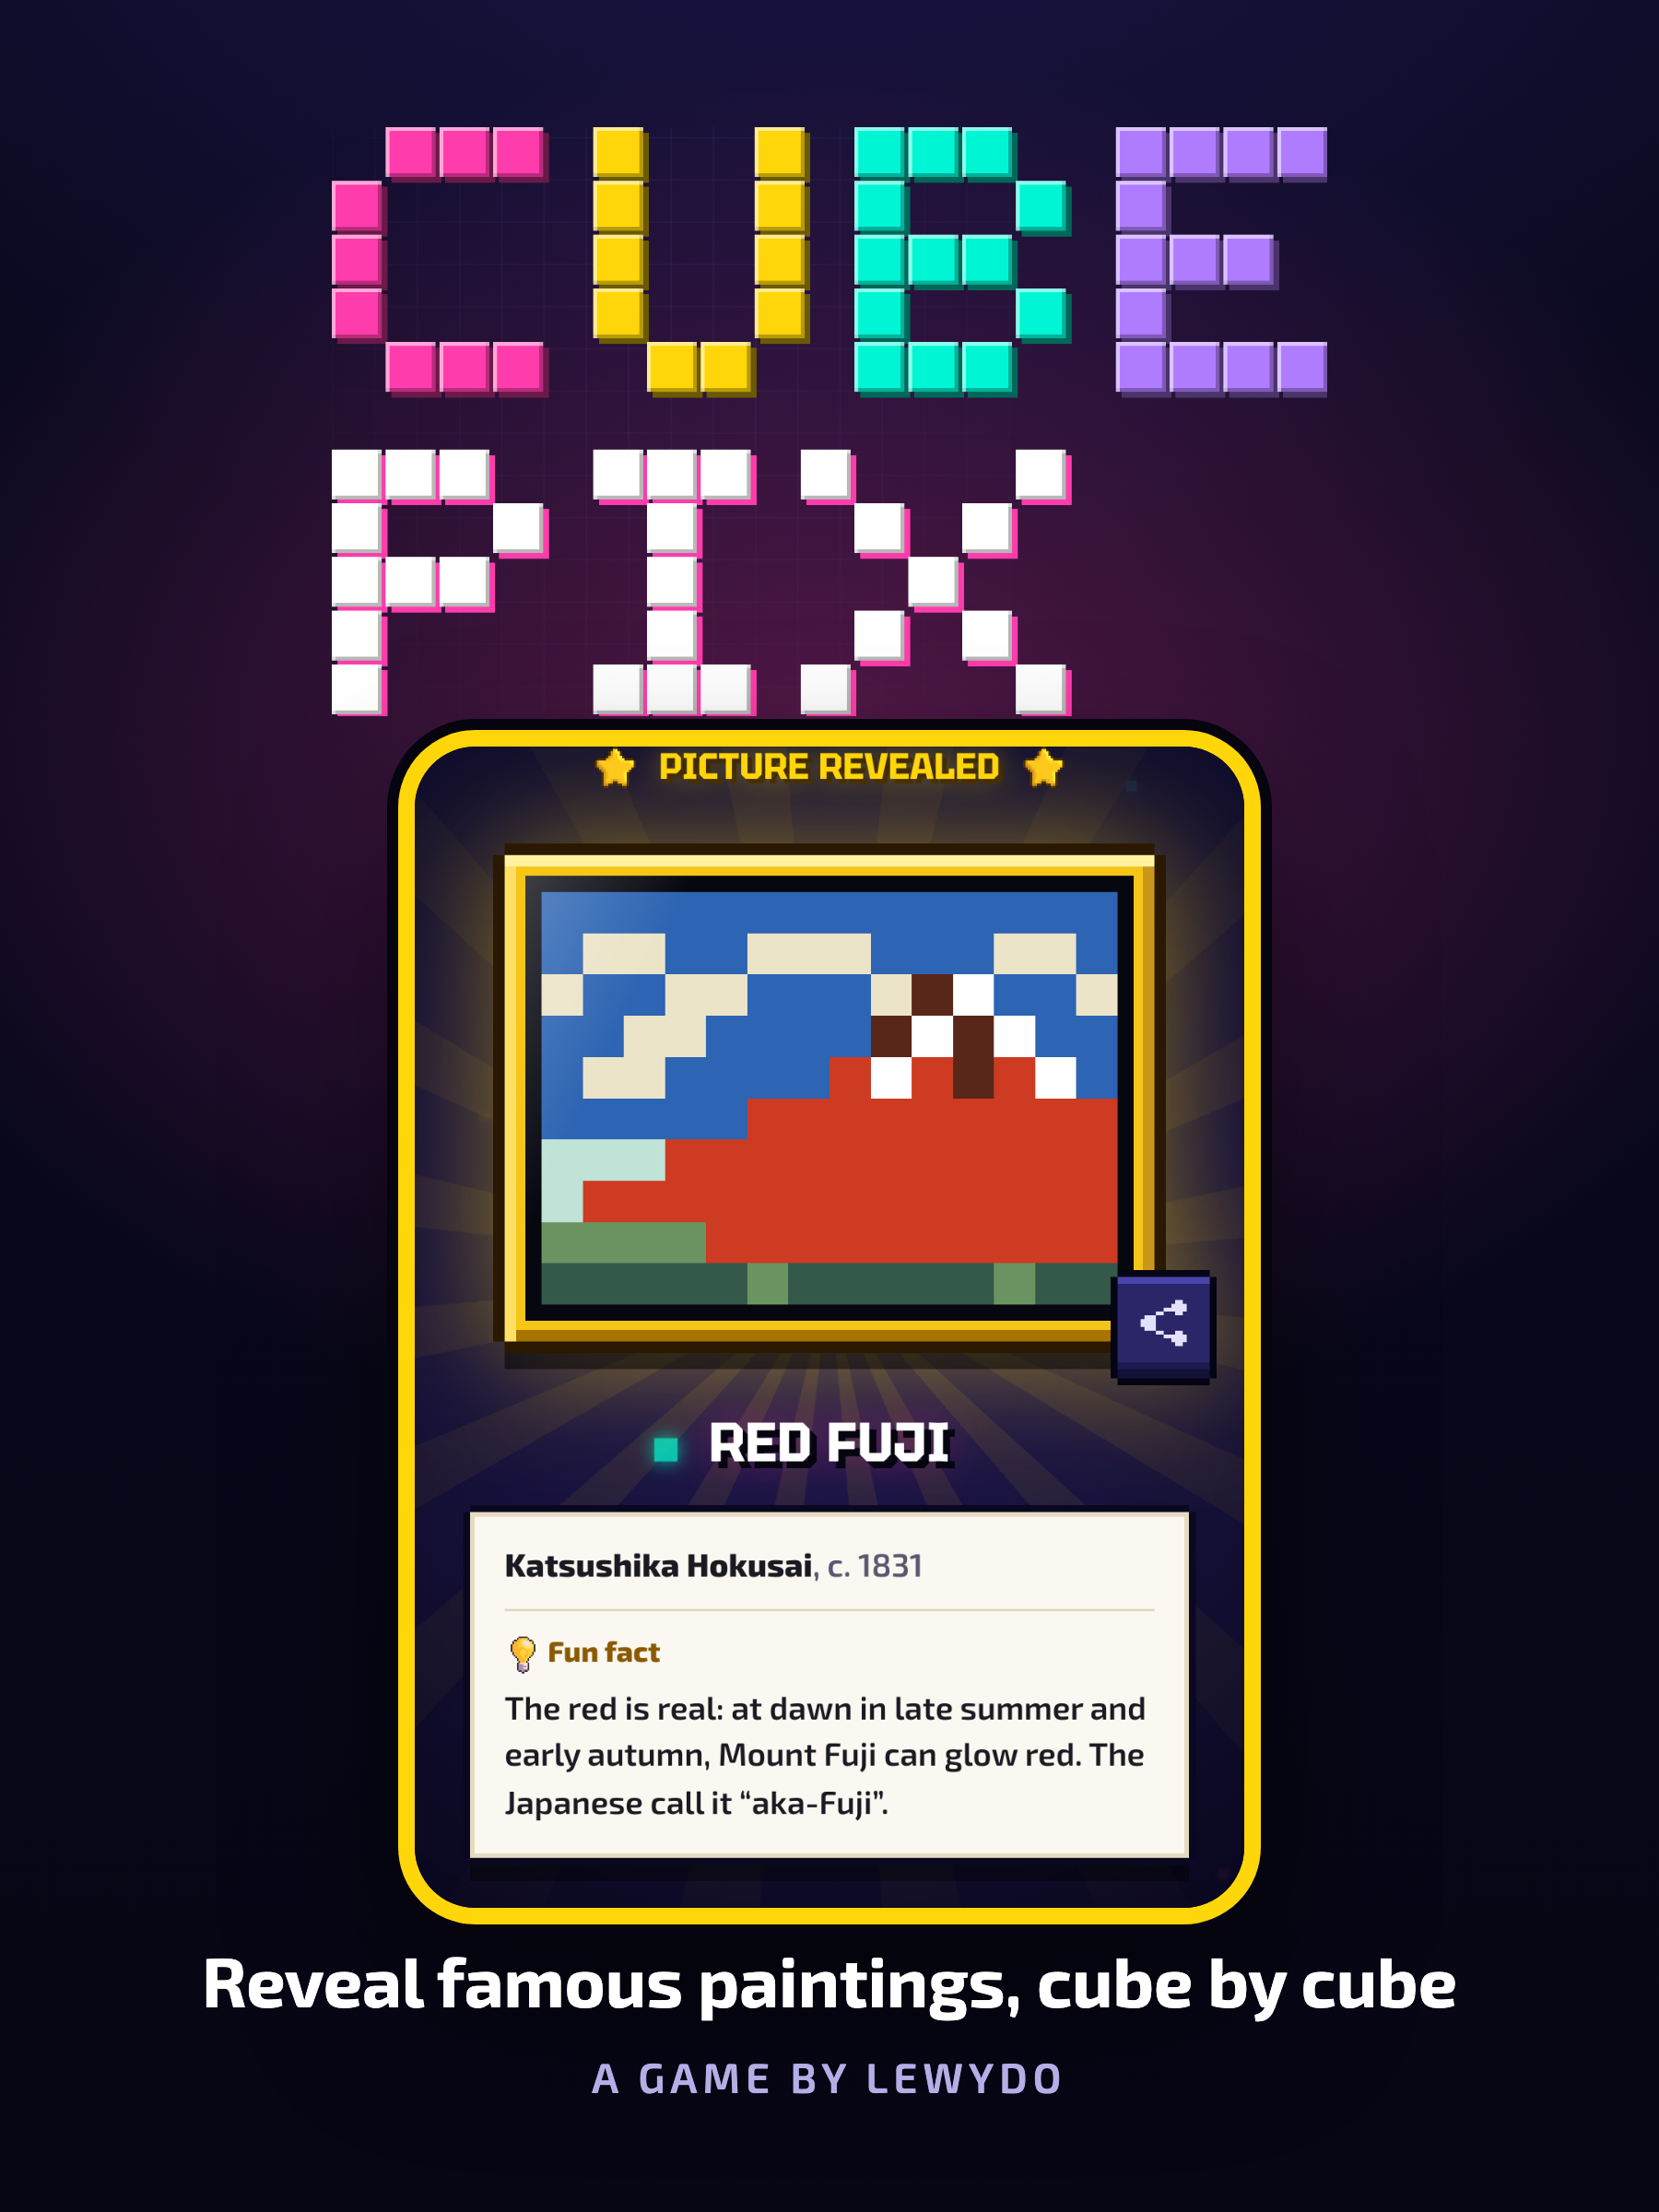 CUBE
PIX
PICTURE REVEALED
RED FUJI
Katsushika Hokusai, c. 1831
Fun fact
The red is real: at dawn in late summer and
early autumn, Mount Fuji can glow red. The
Japanese call it “aka-Fuji”.
Reveal famous paintings, cube by cube
A GAME BY LEWYDO